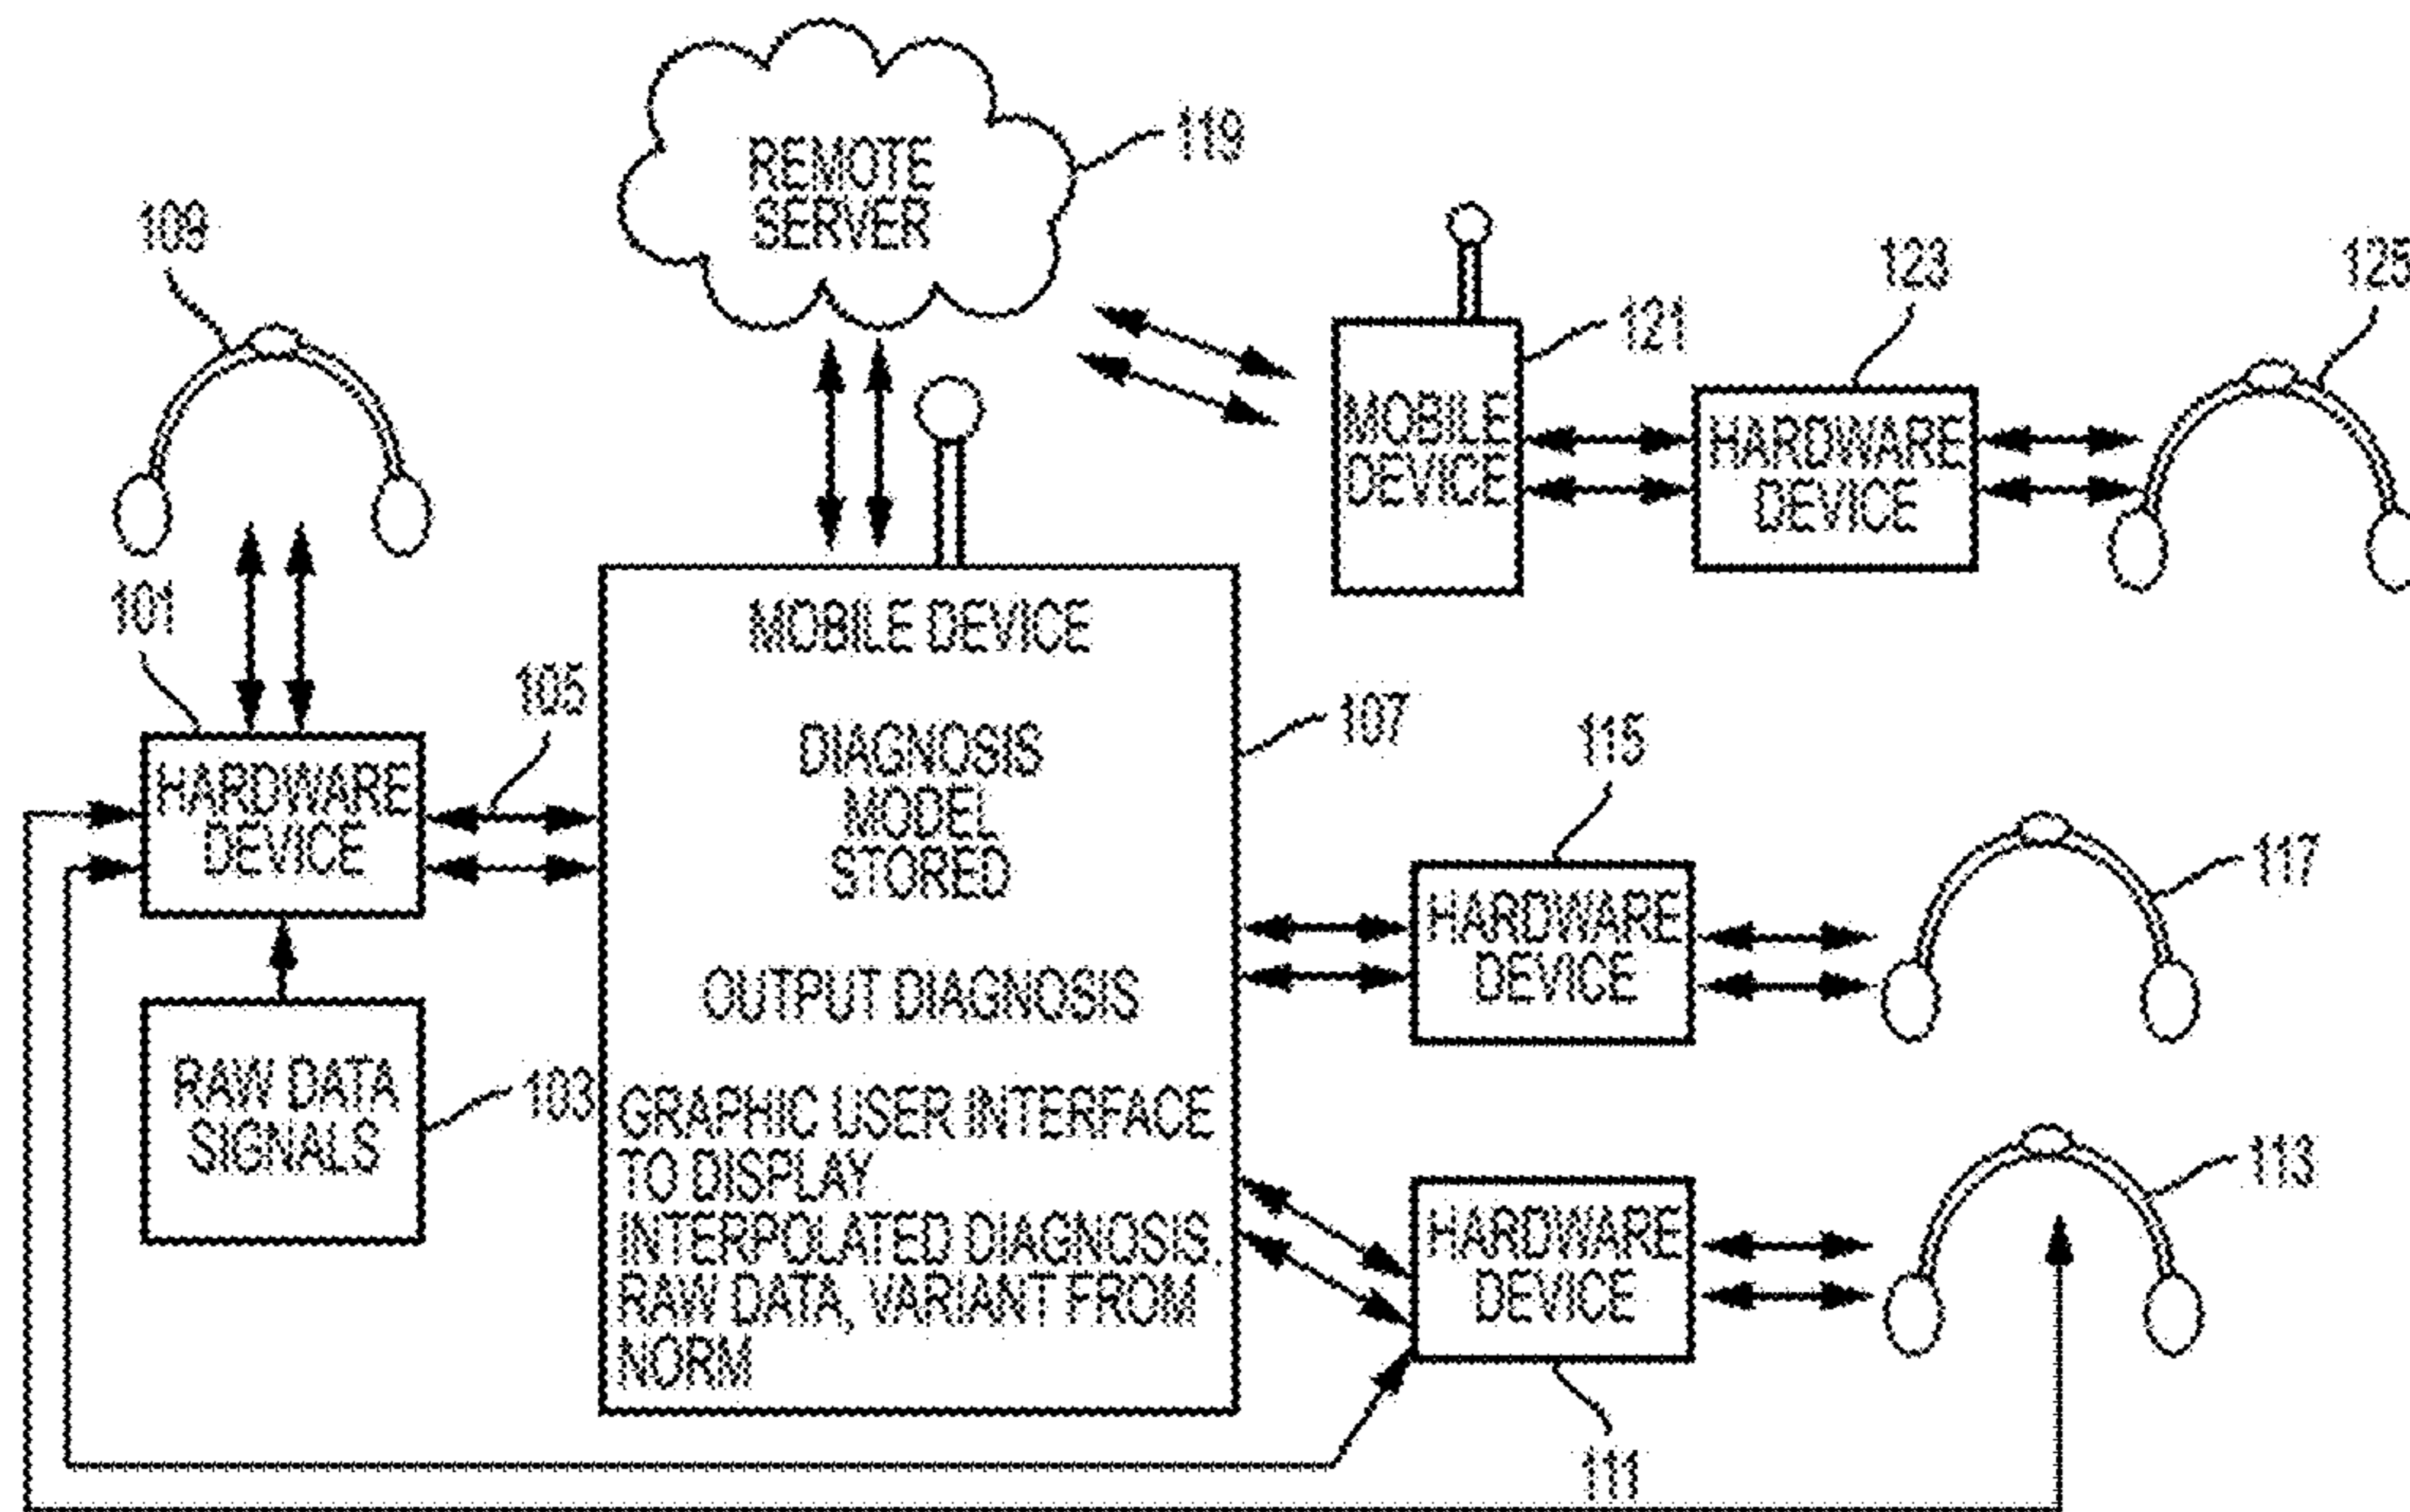 REMOTE
SERVER
119
109
121
123
125
MOBILE
DEVICE
HARDWARE
DEVICE
101
105
MOBILE DEVICE
107
115
DIAGNOSIS
MODEL
STORED
HARDWARE
DEVICE
117
HARDWARE
DEVICE
OUTPUT DIAGNOSIS
RAW DATA
SIGNALS
103
GRAPHIC USER INTERFACE
TO DISPLAY
INTERPOLATED DIAGNOSIS,
RAW DATA, VARIANT FROM
NORM
HARDWARE
DEVICE
113
111